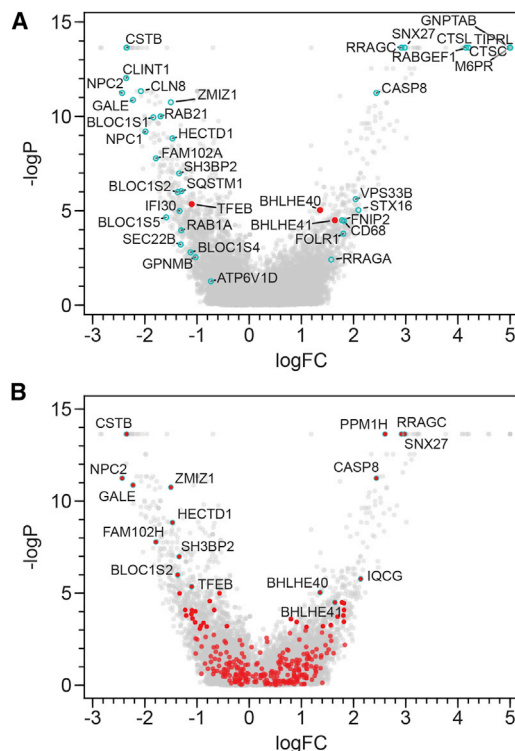 A
GNPTAB
SNX27
CTSL TIPRL
CSTB
RRAGC
RABGEF1 CTSC
M6PR
CLINT1
NPC2
CLN8
ZMIZ1
CASP8
GALE
RAB21
BLOC1S1
HECTD1
NPC1
FAM102A
SH3BP2
BLOC1S2
SQSTM1
VPS33B
BHLHE40
IFI30
TFEB
STX16
BHLHE41
FNIP2
BLOC1S5
RAB1A
CD68
FOLR1
SEC22B
BLOC1S4
RRAGA
GPNMB
ATP6V1D
15
10
5
0
-logP
-3 -2 -1 0 1 2 3 4 5
logFC
B
15
10
5
0
-logP
CSTB
PPM1H
RRAGC
SNX27
NPC2
ZMIZ1
CASP8
GALE
HECTD1
FAM102H
SH3BP2
BLOC1S2
TFEB
BHLHE40
IQCG
BHLHE41
-3 -2 -1 0 1 2 3 4 5
logFC